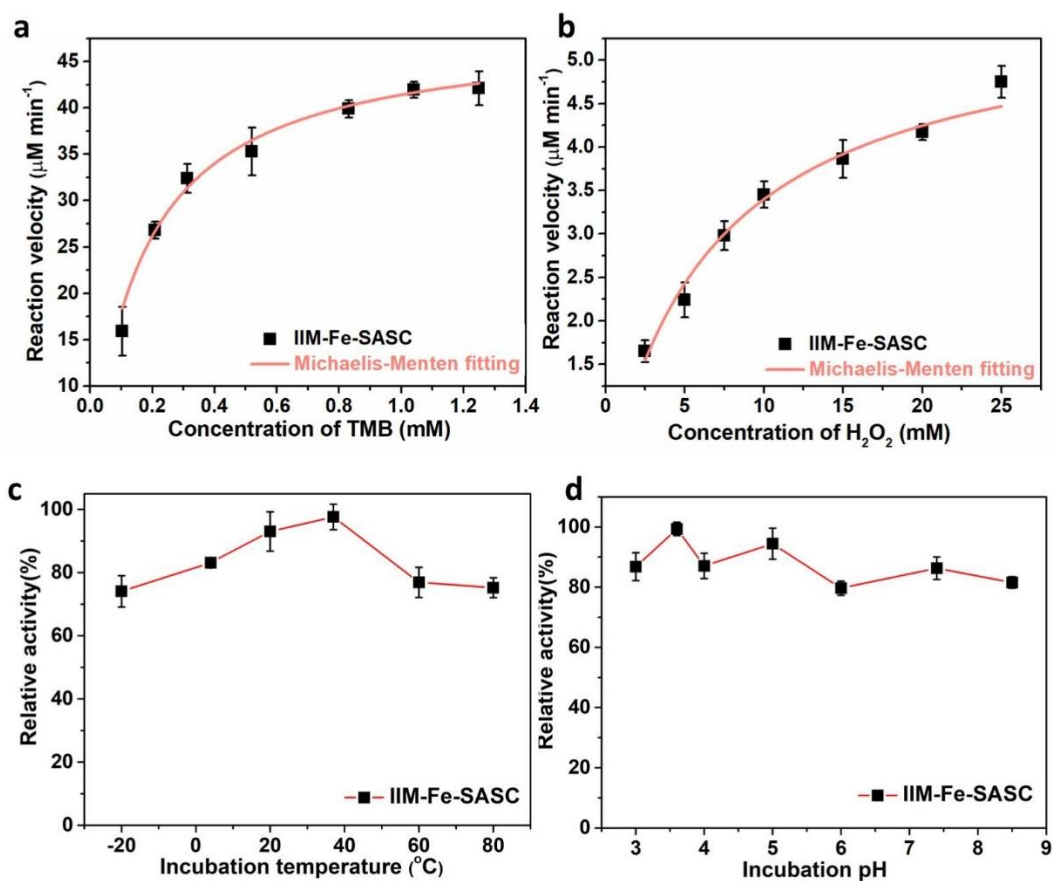 a
45
40
35
30
25
20
15
10
Reaction velocity (μM min⁻¹)
IIM-Fe-SASC
Michaelis-Menten fitting
0.0 0.2 0.4 0.6 0.8 1.0 1.2 1.4
Concentration of TMB (mM)
b
5.0
4.5
4.0
3.5
3.0
2.5
2.0
1.5
Reaction velocity (μM min⁻¹)
IIM-Fe-SASC
Michaelis-Menten fitting
0 5 10 15 20 25
Concentration of H₂O₂ (mM)
c
100
80
60
40
20
0
Relative activity(%)
IIM-Fe-SASC
-20 0 20 40 60 80
Incubation temperature (°C)
d
100
80
60
40
20
0
Relative activity(%)
IIM-Fe-SASC
3 4 5 6 7 8 9
Incubation pH